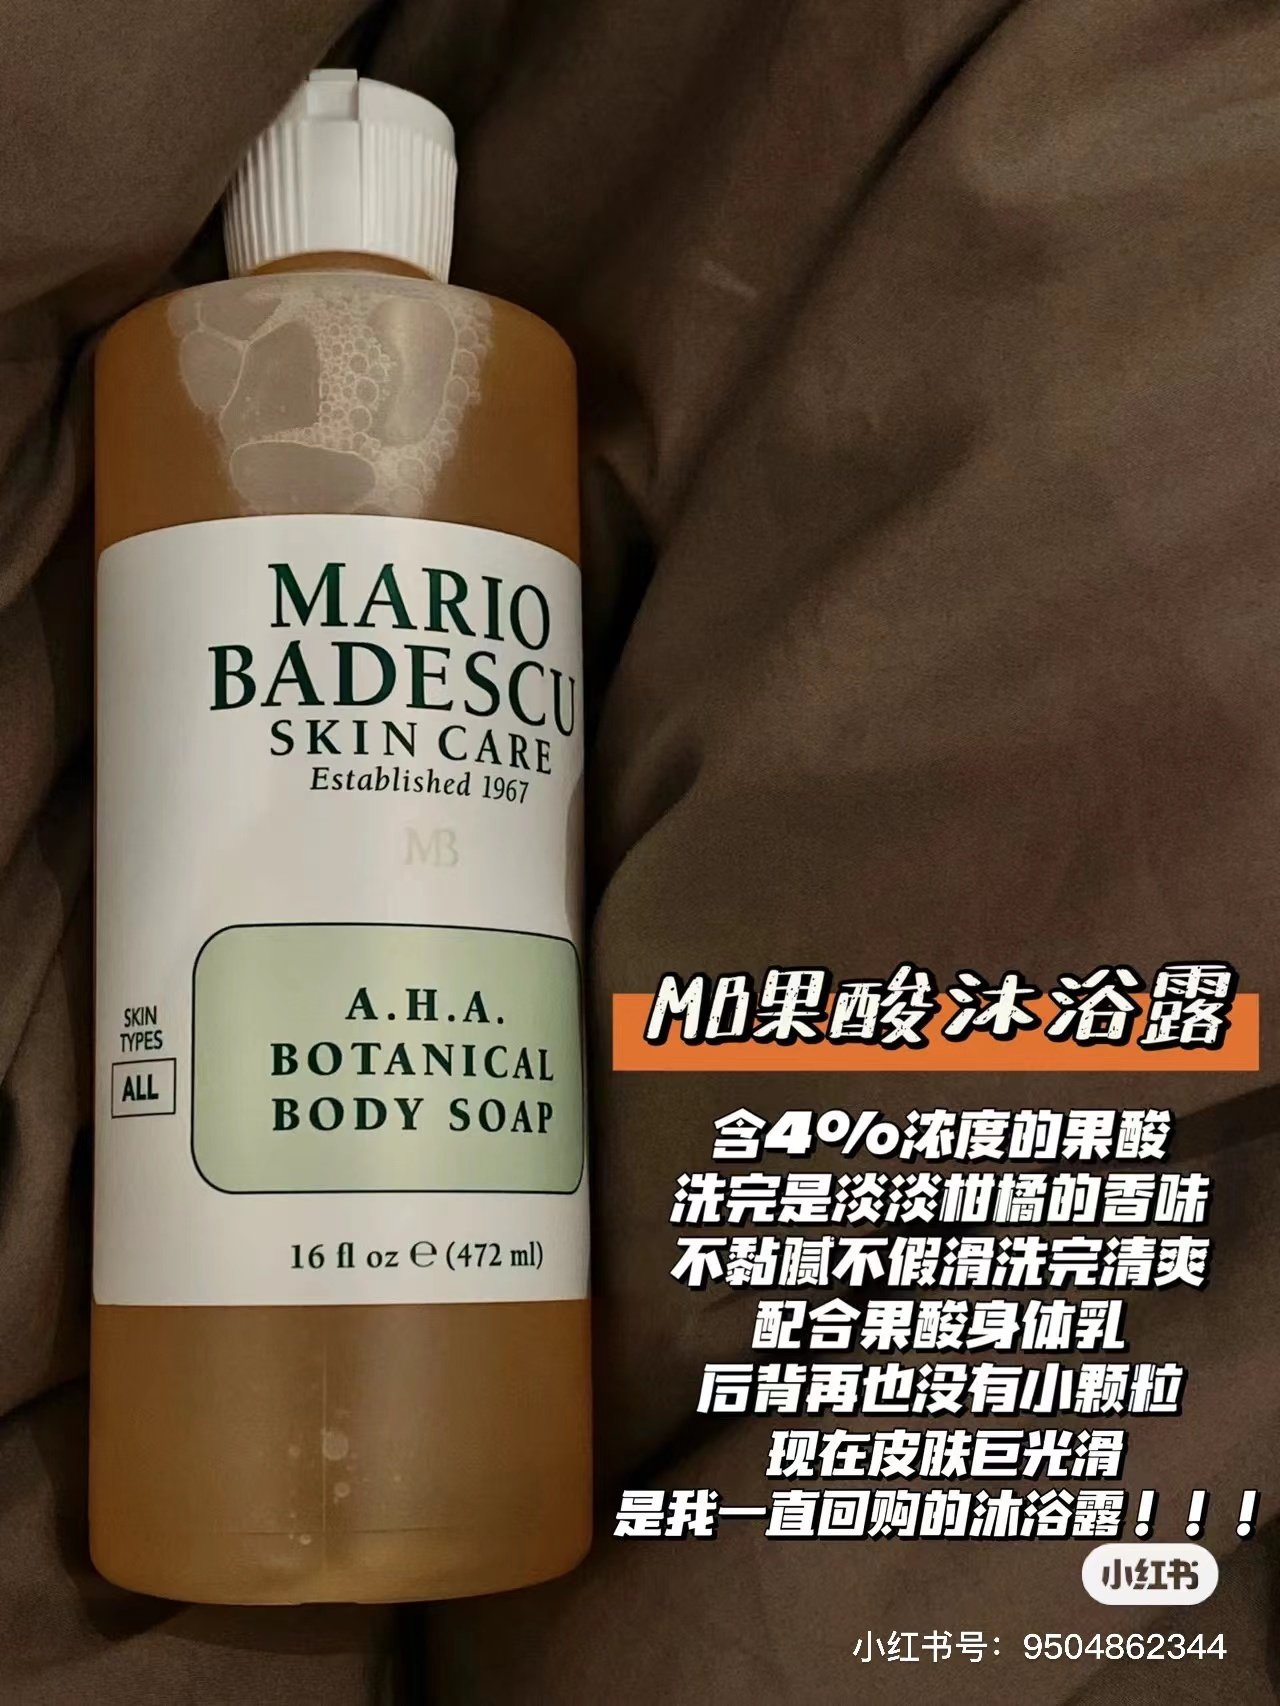 MARIO
BADESCU
SKIN CARE
Established 1967
MB
A.H.A.
BOTANICAL
BODY SOAP
SKIN
TYPES
ALL
16 fl oz ℮ (472 ml)
MB果酸沐浴露
含4%浓度的果酸
洗完是淡淡柑橘的香味
不黏腻不假滑洗完清爽
配合果酸身体乳
后背再也没有小颗粒
现在皮肤巨光滑
是我一直回购的沐浴露！！！
小红书
小红书号：9504862344